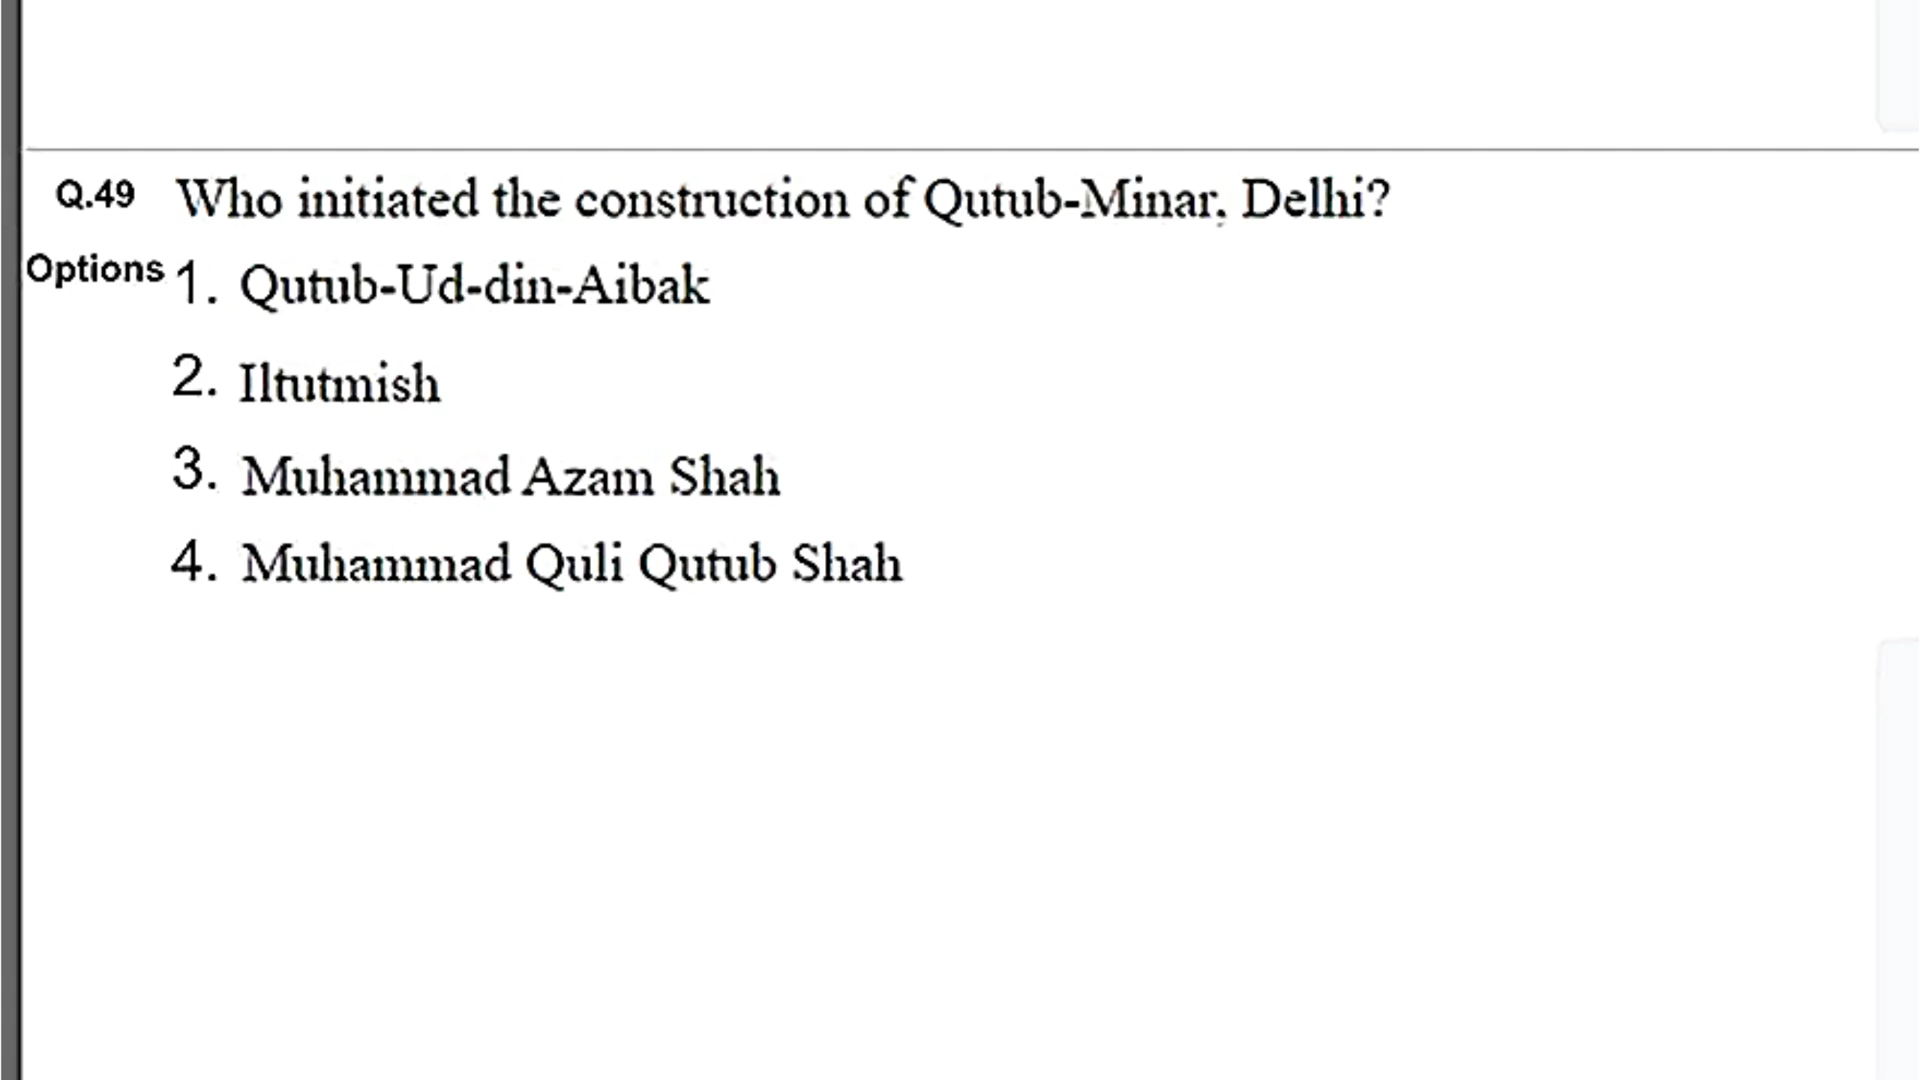 Q.49 Who initiated the construction of Qutub-Minar, Delhi?
Options 1. Qutub-Ud-din-Aibak
2. Iltutmish
3. Muhammad Azam Shah
4. Muhammad Quli Qutub Shah